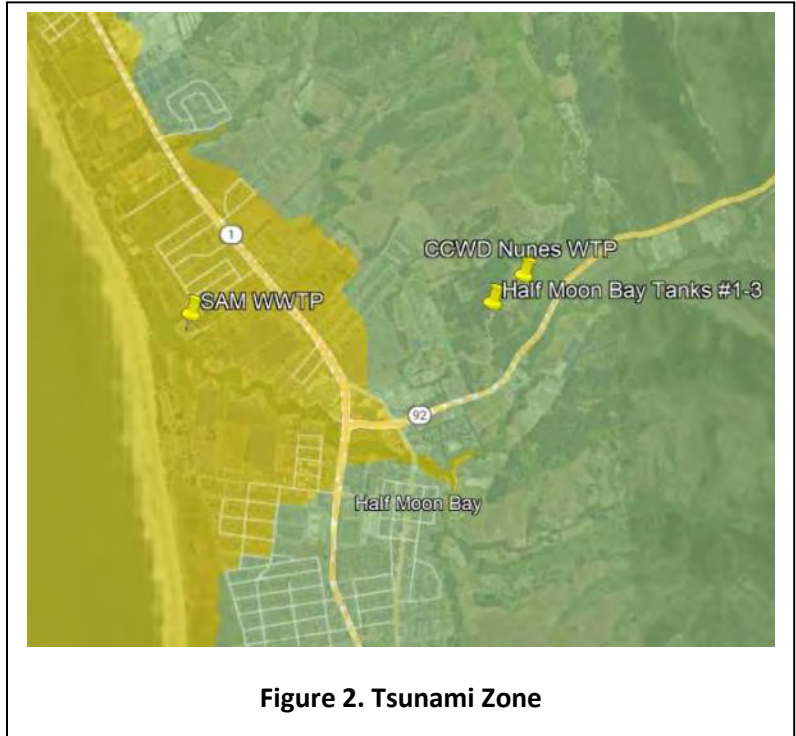 1
CCWD Nunes WTP
Half Moon Bay Tanks #1-3
SAM WWTP
92
Half Moon Bay
Figure 2. Tsunami Zone